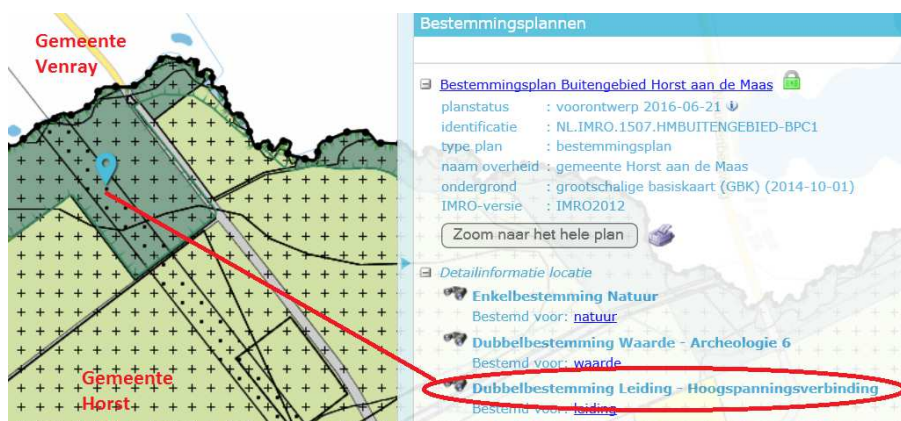 Gemeente
Venray
Gemeente
Horst
Bestemmingsplannen
Bestemmingsplan Buitengebied Horst aan de Maas
planstatus : voorontwerp 2016-06-21
identificatie : NL.IMRO.1507.HMBUITENGEBIED-BPC1
type plan : bestemmingsplan
naam overheid : gemeente Horst aan de Maas
ondergrond : grootschalige basiskaart (GBK) (2014-10-01)
IMRO-versie : IMRO2012
Zoom naar het hele plan
Detailinformatie locatie
Enkelbestemming Natuur
Bestemd voor: natuur
Dubbelbestemming Waarde - Archeologie 6
Bestemd voor: waarde
Dubbelbestemming Leiding - Hoogspanningsverbinding
Bestemd voor: leiding